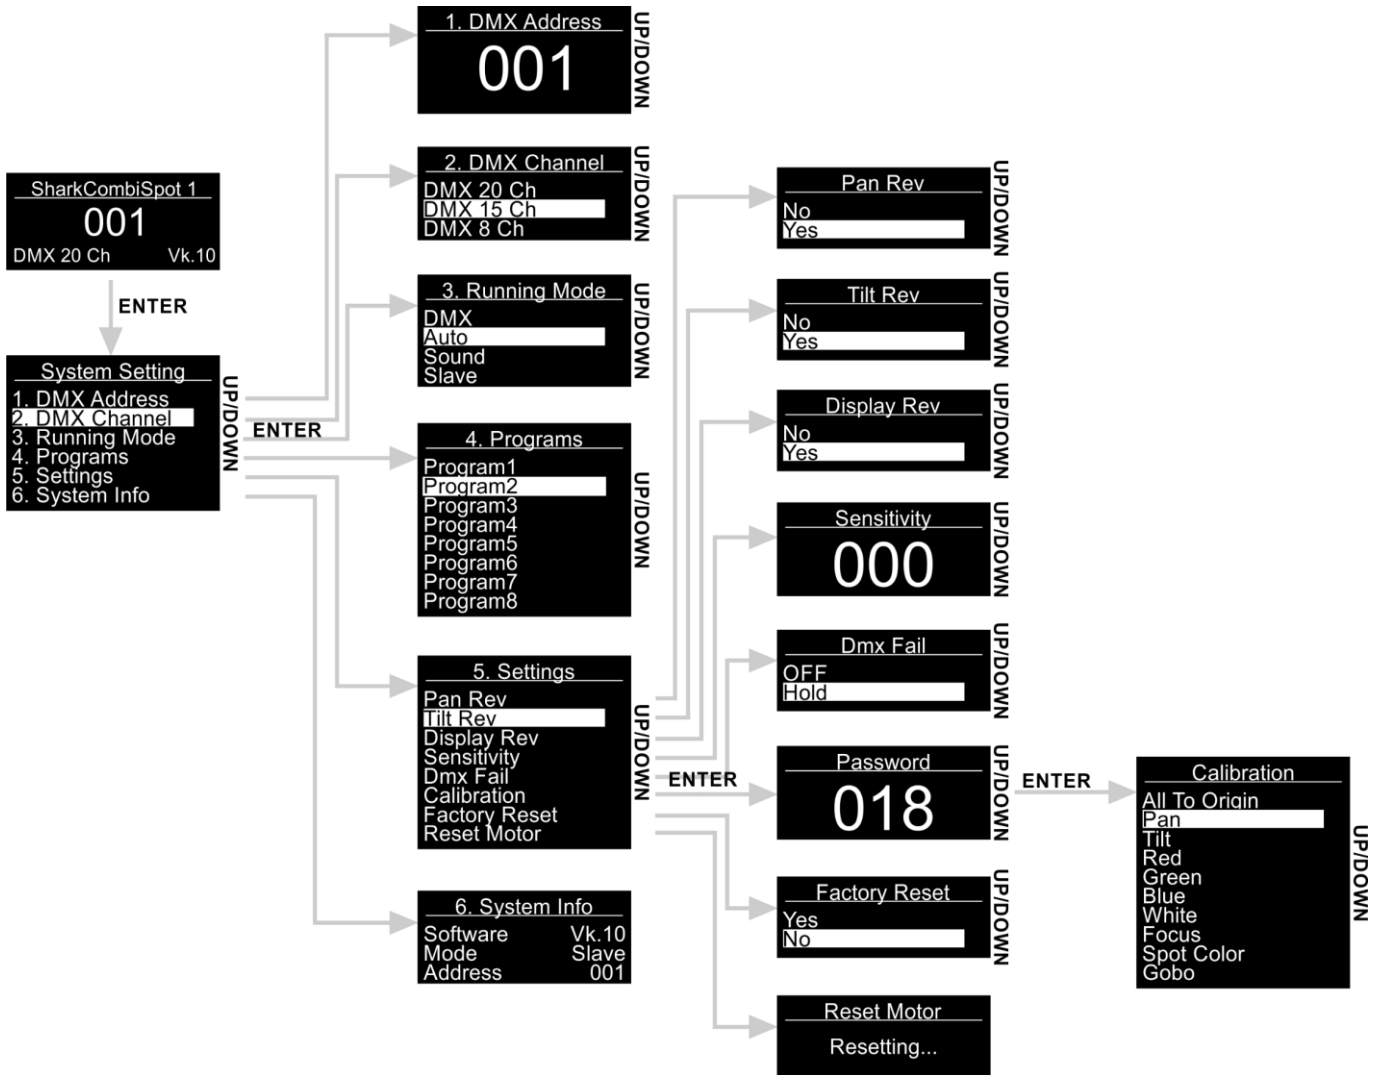 SharkCombiSpot 1
001
DMX 20 Ch Vk.10
ENTER
System Setting
1. DMX Address
2. DMX Channel
3. Running Mode
4. Programs
5. Settings
6. System Info
UP/DOWN
ENTER
1. DMX Address
001
UP/DOWN
2. DMX Channel
DMX 20 Ch
DMX 15 Ch
DMX 8 Ch
UP/DOWN
3. Running Mode
DMX
Auto
Sound
Slave
UP/DOWN
4. Programs
Program1
Program2
Program3
Program4
Program5
Program6
Program7
Program8
UP/DOWN
5. Settings
Pan Rev
Tilt Rev
Display Rev
Sensitivity
Dmx Fail
Calibration
Factory Reset
Reset Motor
UP/DOWN
ENTER
6. System Info
Software Vk.10
Mode Slave
Address 001
Pan Rev
No
Yes
UP/DOWN
Tilt Rev
No
Yes
UP/DOWN
Display Rev
No
Yes
UP/DOWN
Sensitivity
000
UP/DOWN
Dmx Fail
OFF
Hold
UP/DOWN
Password
018
UP/DOWN
ENTER
Factory Reset
Yes
No
UP/DOWN
Reset Motor
Resetting...
Calibration
All To Origin
Pan
Tilt
Red
Green
Blue
White
Focus
Spot Color
Gobo
UP/DOWN